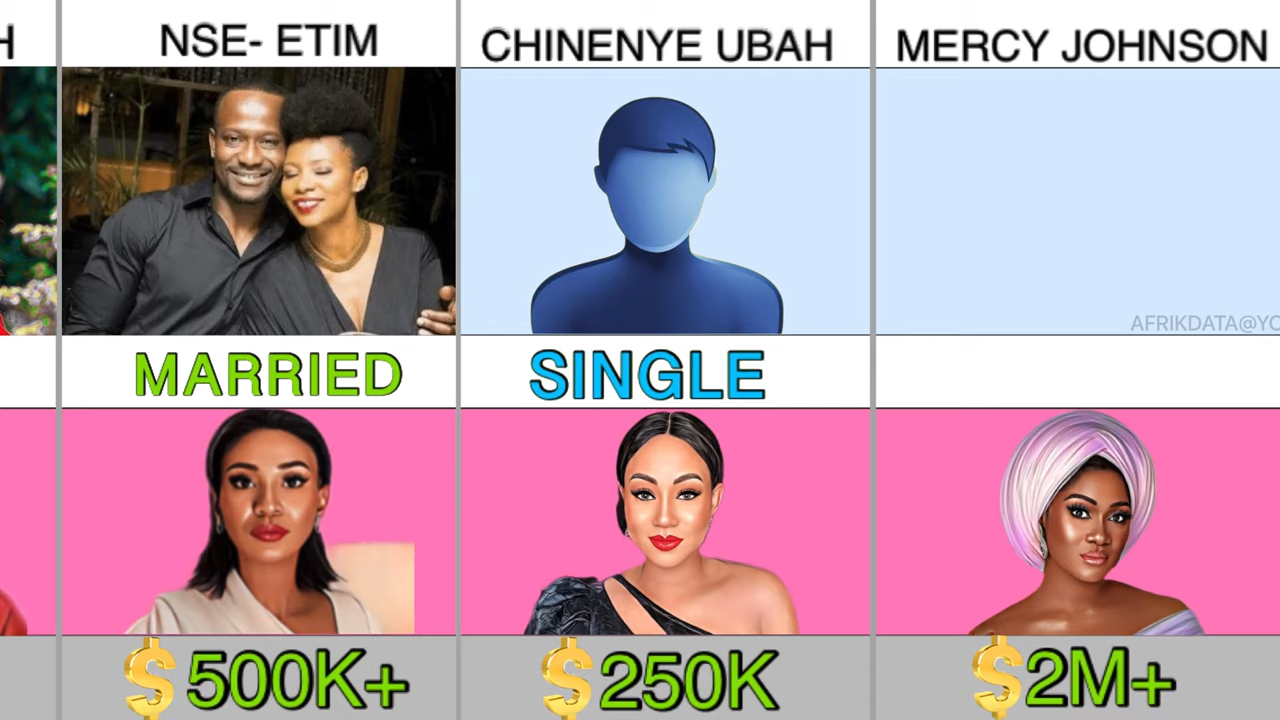 H
NSE- ETIM
CHINENYE UBAH
MERCY JOHNSON
AFRIKDATA@YO
MARRIED
SINGLE
$ 500K+
$ 250K
$ 2M+